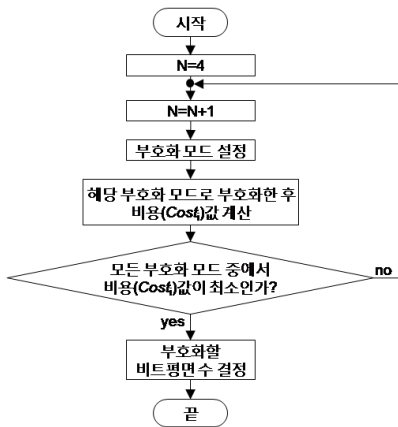 시작
N=4
N=N+1
부호화 모드 설정
해당 부호화 모드로 부호화한 후
비용(Costᵢ)값 계산
모든 부호화 모드 중에서
비용(Costᵢ)값이 최소인가?
no
yes
부호화할
비트평면 수 결정
끝